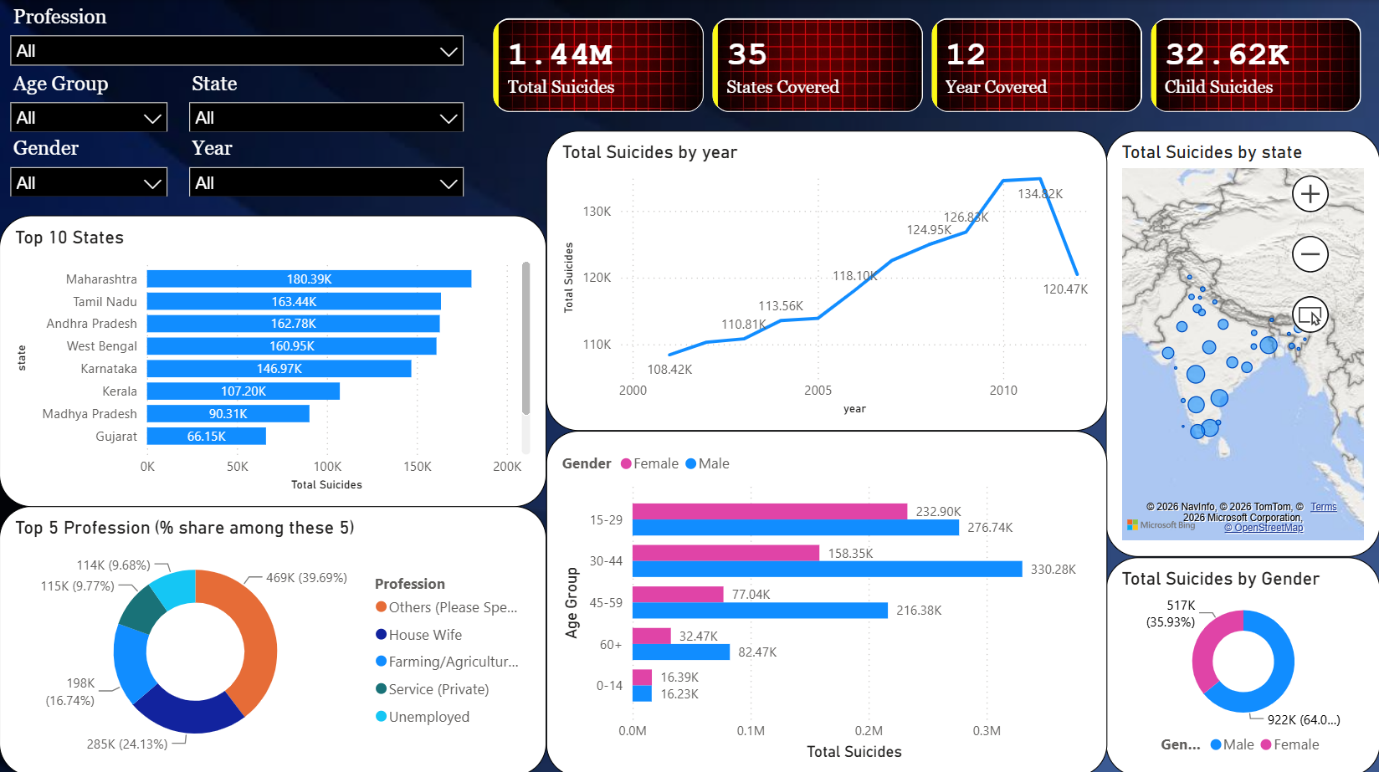 Profession
All
Age Group
State
All
All
Gender
Year
All
All
1.44M
Total Suicides
35
States Covered
12
Year Covered
32.62K
Child Suicides
Top 10 States
state
Maharashtra
180.39K
Tamil Nadu
163.44K
Andhra Pradesh
162.78K
West Bengal
160.95K
Karnataka
146.97K
Kerala
107.20K
Madhya Pradesh
90.31K
Gujarat
66.15K
0K
50K
100K
150K
200K
Total Suicides
Top 5 Profession (% share among these 5)
114K (9.68%)
115K (9.77%)
198K
(16.74%)
285K (24.13%)
469K (39.69%)
Profession
Others (Please Spe...
House Wife
Farming/Agricultur...
Service (Private)
Unemployed
Total Suicides by year
Total Suicides
130K
120K
110K
108.42K
110.81K
113.56K
118.10K
124.95K
126.83K
134.82K
120.47K
2000
2005
2010
year
Gender
Female
Male
Age Group
15-29
232.90K
276.74K
30-44
158.35K
330.28K
45-59
77.04K
216.38K
60+
32.47K
82.47K
0-14
16.39K
16.23K
0.0M
0.1M
0.2M
0.3M
Total Suicides
Total Suicides by state
© 2026 NavInfo, © 2026 TomTom, © Terms
2026 Microsoft Corporation,
Microsoft Bing
© OpenStreetMap
Total Suicides by Gender
517K
(35.93%)
922K (64.0...)
Gen...
Male
Female